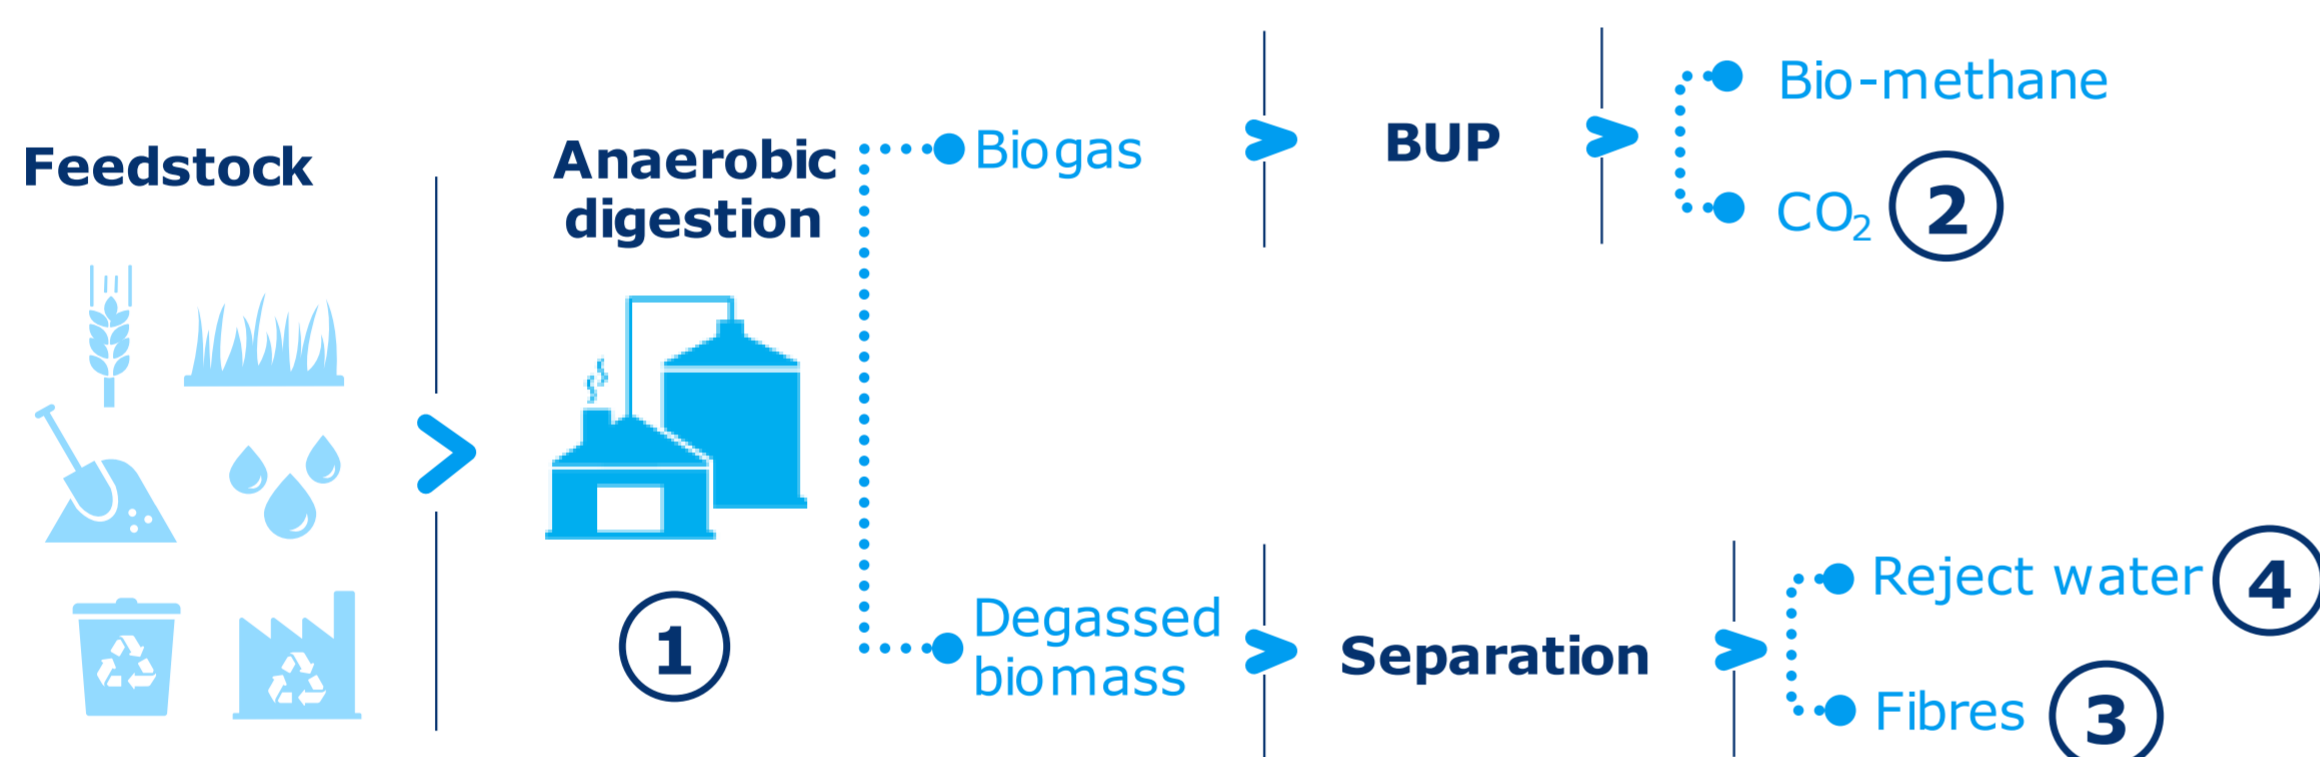 Feedstock
Anaerobic
digestion
1
Biogas
Degassed
biomass
BUP
Bio-methane
CO₂ 2
Separation
Reject water 4
Fibres 3